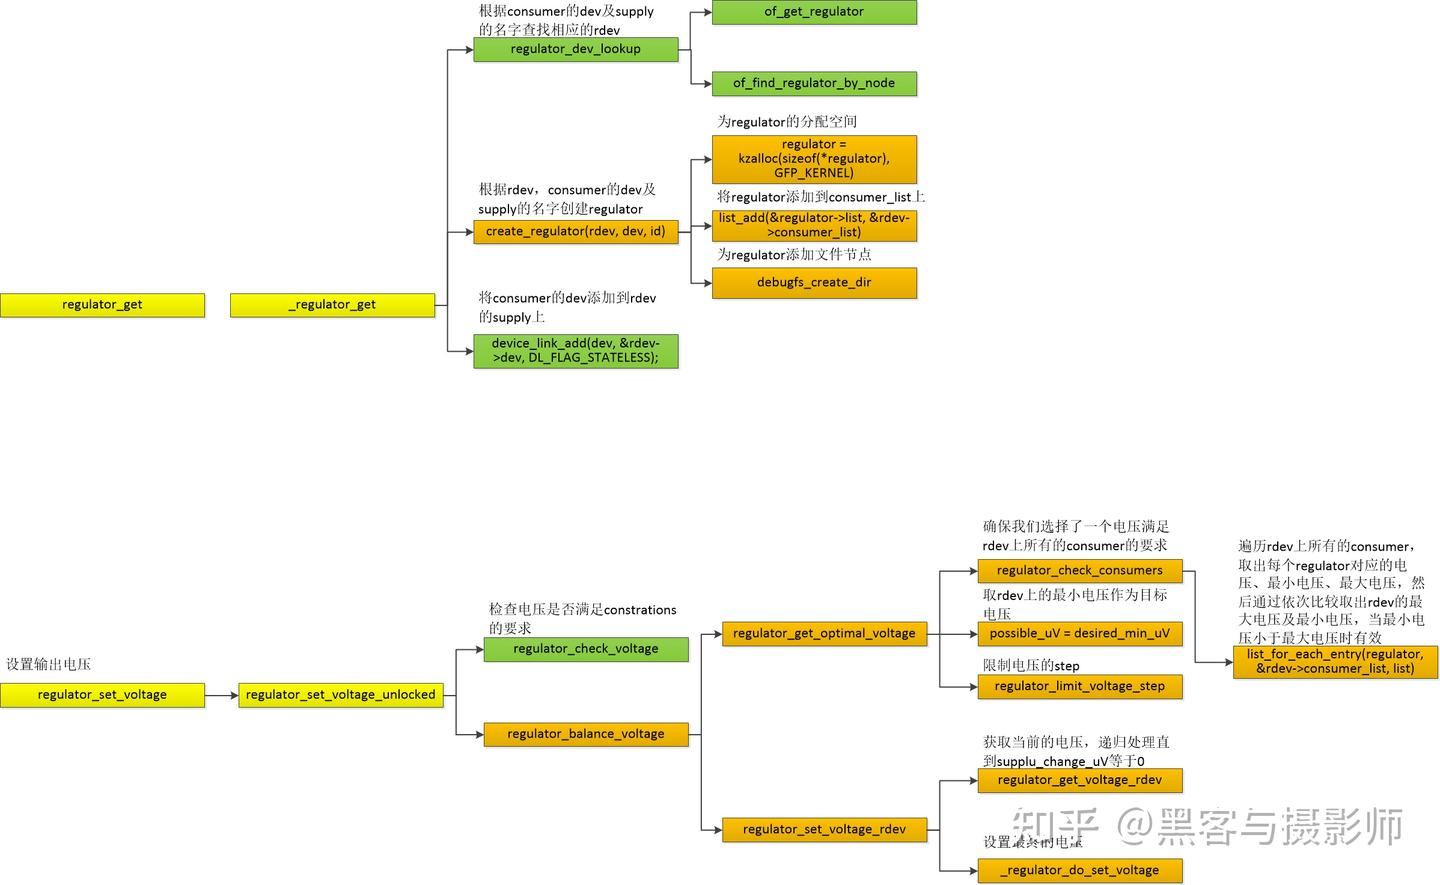 根据consumer的dev及supply
的名字查找相应的rdev
regulator_dev_lookup
of_get_regulator
of_find_regulator_by_node
为regulator的分配空间
regulator =
kzalloc(sizeof(*regulator),
GFP_KERNEL)
将regulator添加到consumer_list上
list_add(&regulator->list, &rdev-
>consumer_list)
为regulator添加文件节点
debugfs_create_dir
根据rdev，consumer的dev及
supply的名字创建regulator
create_regulator(rdev, dev, id)
regulator_get
_regulator_get
将consumer的dev添加到rdev
的supply上
device_link_add(dev, &rdev-
>dev, DL_FLAG_STATELESS);
设置输出电压
regulator_set_voltage
regulator_set_voltage_unlocked
检查电压是否满足constrations
的要求
regulator_check_voltage
regulator_balance_voltage
regulator_get_optimal_voltage
确保我们选择了一个电压满足
rdev上所有的consumer的要求
regulator_check_consumers
取rdev上的最小电压作为目标
电压
possible_uV = desired_min_uV
限制电压的step
regulator_limit_voltage_step
遍历rdev上所有的consumer，
取出每个regulator对应的电
压、最小电压、最大电压，然
后通过依次比较取出rdev的最
大电压及最小电压，当最小电
压小于最大电压时有效
list_for_each_entry(regulator,
&rdev->consumer_list, list)
regulator_set_voltage_rdev
获取当前的电压，递归处理直
到supplu_change_uV等于0
regulator_get_voltage_rdev
设置最终的电压
_regulator_do_set_voltage
知乎 @黑客与摄影师